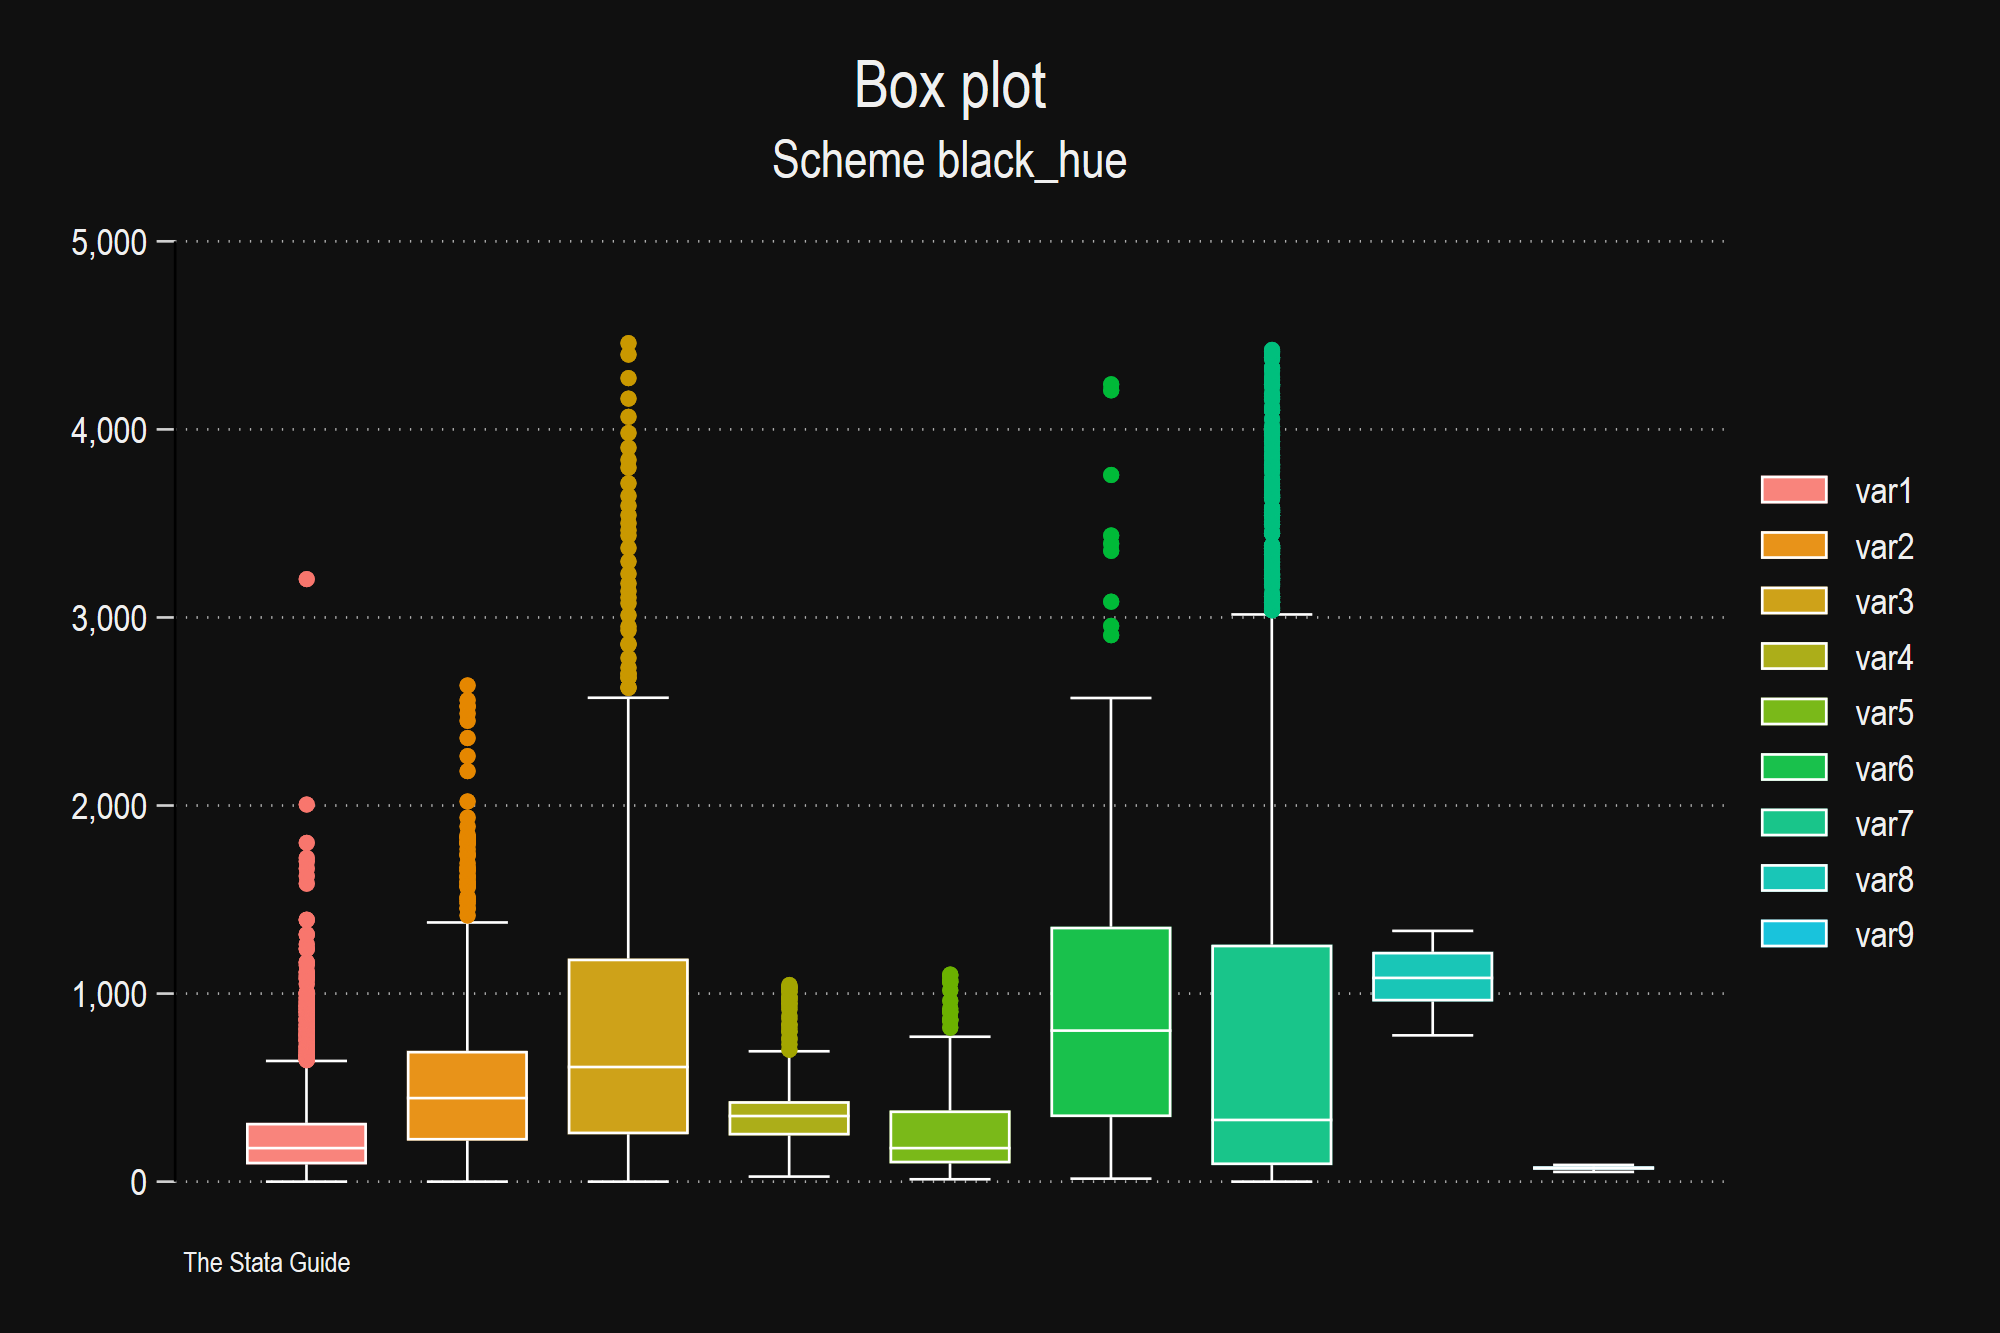 Box plot
Scheme black_hue
5,000
4,000
3,000
2,000
1,000
0
var1
var2
var3
var4
var5
var6
var7
var8
var9
The Stata Guide